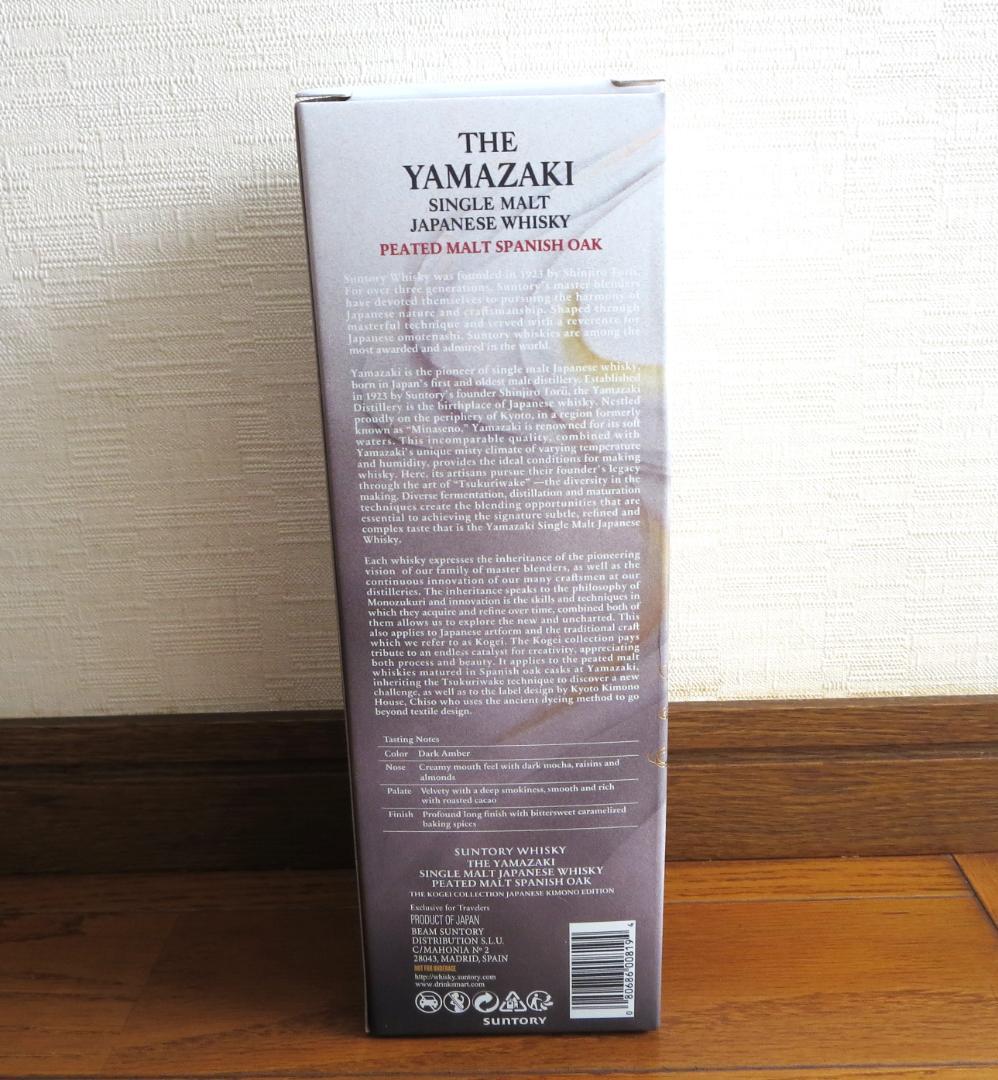 THE
YAMAZAKI
SINGLE MALT
JAPANESE WHISKY
PEATED MALT SPANISH OAK
Suntory Whisky was founded in 1923 by Shinjiro Torii.
For over three generations, Suntory's master blenders
have devoted themselves to pursuing the harmony of
Japanese nature and craftsmanship. Shaped through
masterful technique and served with a reverence for
Japanese omotenashi, Suntory whiskies are among the
most awarded and admired in the world.
Yamazaki is the pioneer of single malt Japanese whisky,
born in Japan's first and oldest malt distillery. Established
in 1923 by Suntory's founder Shinjiro Torii, the Yamazaki
Distillery is the birthplace of Japanese whisky. Nestled
proudly on the periphery of Kyoto, in a region formerly
known as "Minaseno," Yamazaki is renowned for its soft
waters. This incomparable quality, combined with
Yamazaki's unique misty climate of varying temperature
and humidity, provides the ideal conditions for making
whisky. Here, its artisans pursue their founder's legacy
through the art of "Tsukuriwake" —the diversity in the
making. Diverse fermentation, distillation and maturation
techniques create the blending opportunities that are
essential to achieving the signature subtle, refined and
complex taste that is the Yamazaki Single Malt Japanese
Whisky.
Each whisky expresses the inheritance of the pioneering
vision of our family of master blenders, as well as the
continuous innovation of our many craftsmen at our
distilleries. The inheritance speaks to the philosophy of
Monozukuri and innovation is the skills and techniques in
which they acquire and refine over time, combined both of
them allows us to explore the new and uncharted. This
also applies to Japanese artform and the traditional craft
which we refer to as Kogei. The Kogei collection pays
tribute to an endless catalyst for creativity, appreciating
both process and beauty. It applies to the peated malt
whiskies matured in Spanish oak casks at Yamazaki,
inheriting the Tsukuriwake technique to discover a new
challenge, as well as to the label design by Kyoto Kimono
House, Chiso who uses the ancient dyeing method to go
beyond textile design.
Tasting Notes
Color Dark Amber
Nose Creamy mouth feel with dark mocha, raisins and
almonds
Palate Velvety with a deep smokiness, smooth and rich
with roasted cacao
Finish Profound long finish with bittersweet caramelized
baking spices
SUNTORY WHISKY
THE YAMAZAKI
SINGLE MALT JAPANESE WHISKY
PEATED MALT SPANISH OAK
THE KOGEI COLLECTION JAPANESE KIMONO EDITION
Exclusive for Travelers
PRODUCT OF JAPAN
BEAM SUNTORY
DISTRIBUTION S.L.U.
C/MAHONIA Nº 2
28043, MADRID, SPAIN
NOT FOR UNDERAGE
http://whisky.suntory.com
www.drinksmart.com
SUNTORY
0 80686 00819 4